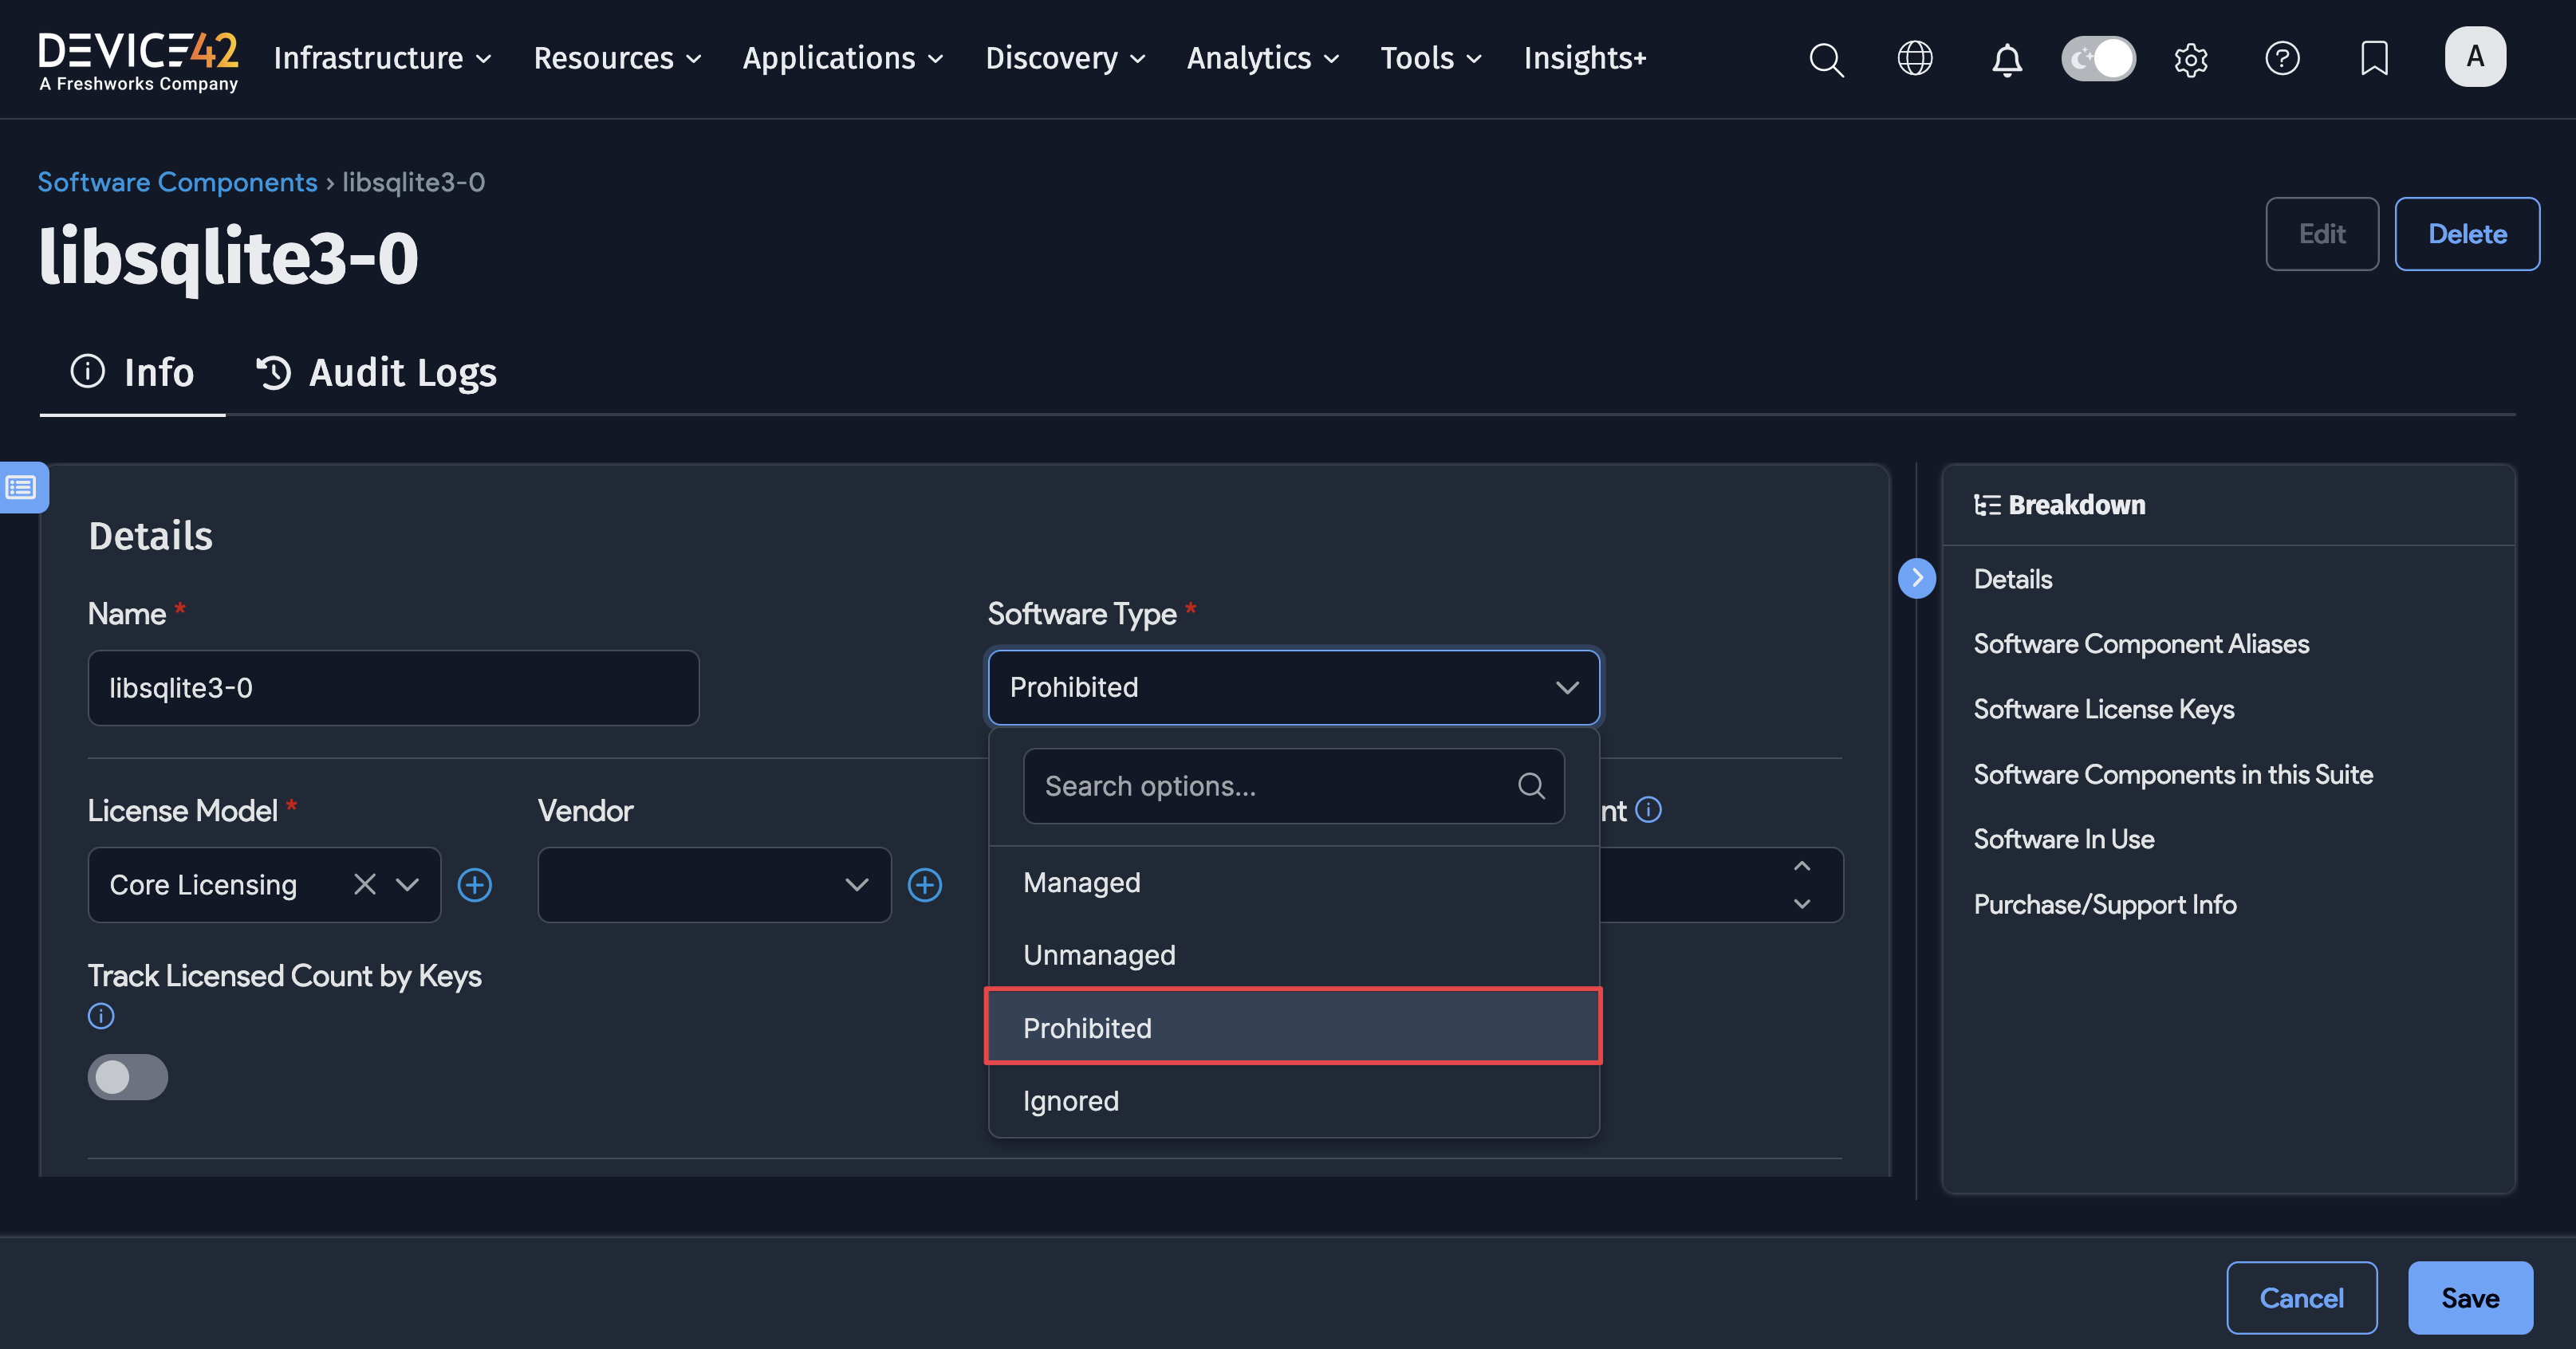 DEVICE42
A Freshworks Company
Infrastructure Resources Applications Discovery Analytics Tools Insights+
A
Software Components › libsqlite3-0
libsqlite3-0
Edit Delete
Info Audit Logs
Details
Name *
libsqlite3-0
Software Type *
Prohibited
Search options...
Managed
Unmanaged
Prohibited
Ignored
License Model *
Core Licensing
Vendor
nt
Track Licensed Count by Keys
Breakdown
Details
Software Component Aliases
Software License Keys
Software Components in this Suite
Software In Use
Purchase/Support Info
Cancel Save